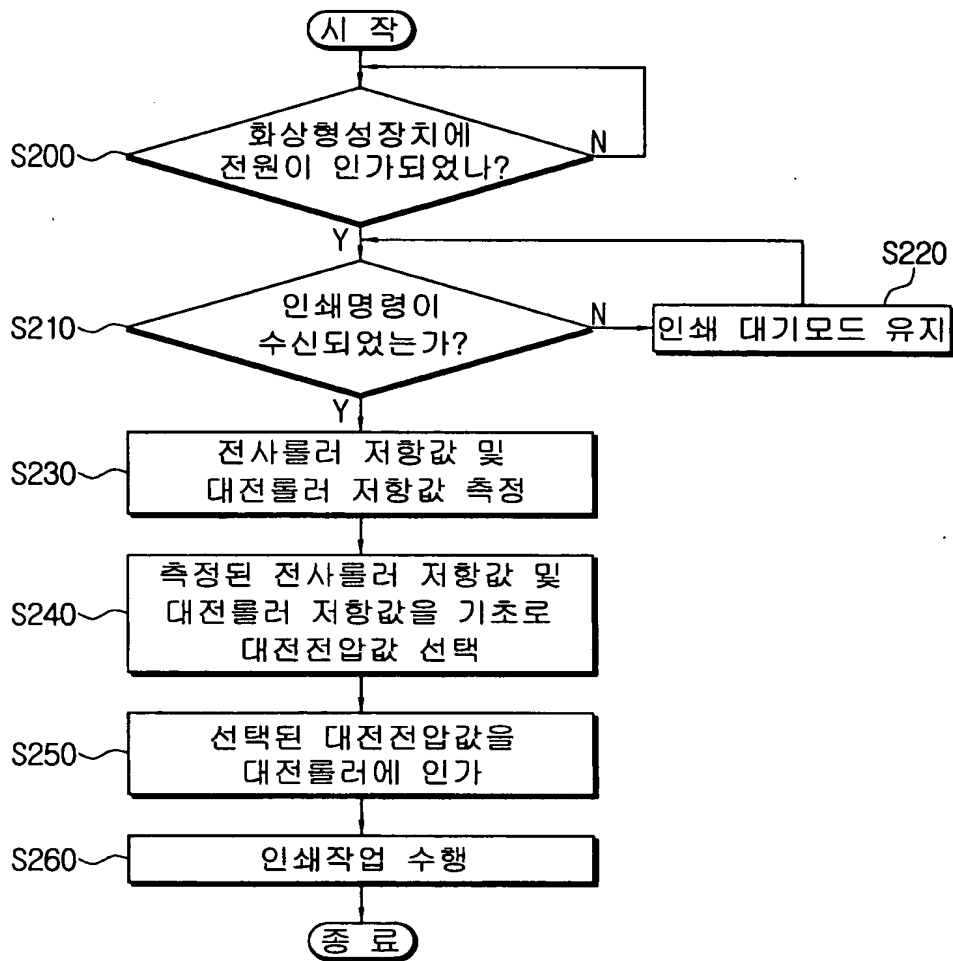 시 작
S200
화상형성장치에
전원이 인가되었나?
N
Y
S210
인쇄명령이
수신되었는가?
N
S220
인쇄 대기모드 유지
Y
S230
전사롤러 저항값 및
대전롤러 저항값 측정
S240
측정된 전사롤러 저항값 및
대전롤러 저항값을 기초로
대전전압값 선택
S250
선택된 대전전압값을
대전롤러에 인가
S260
인쇄작업 수행
종 료